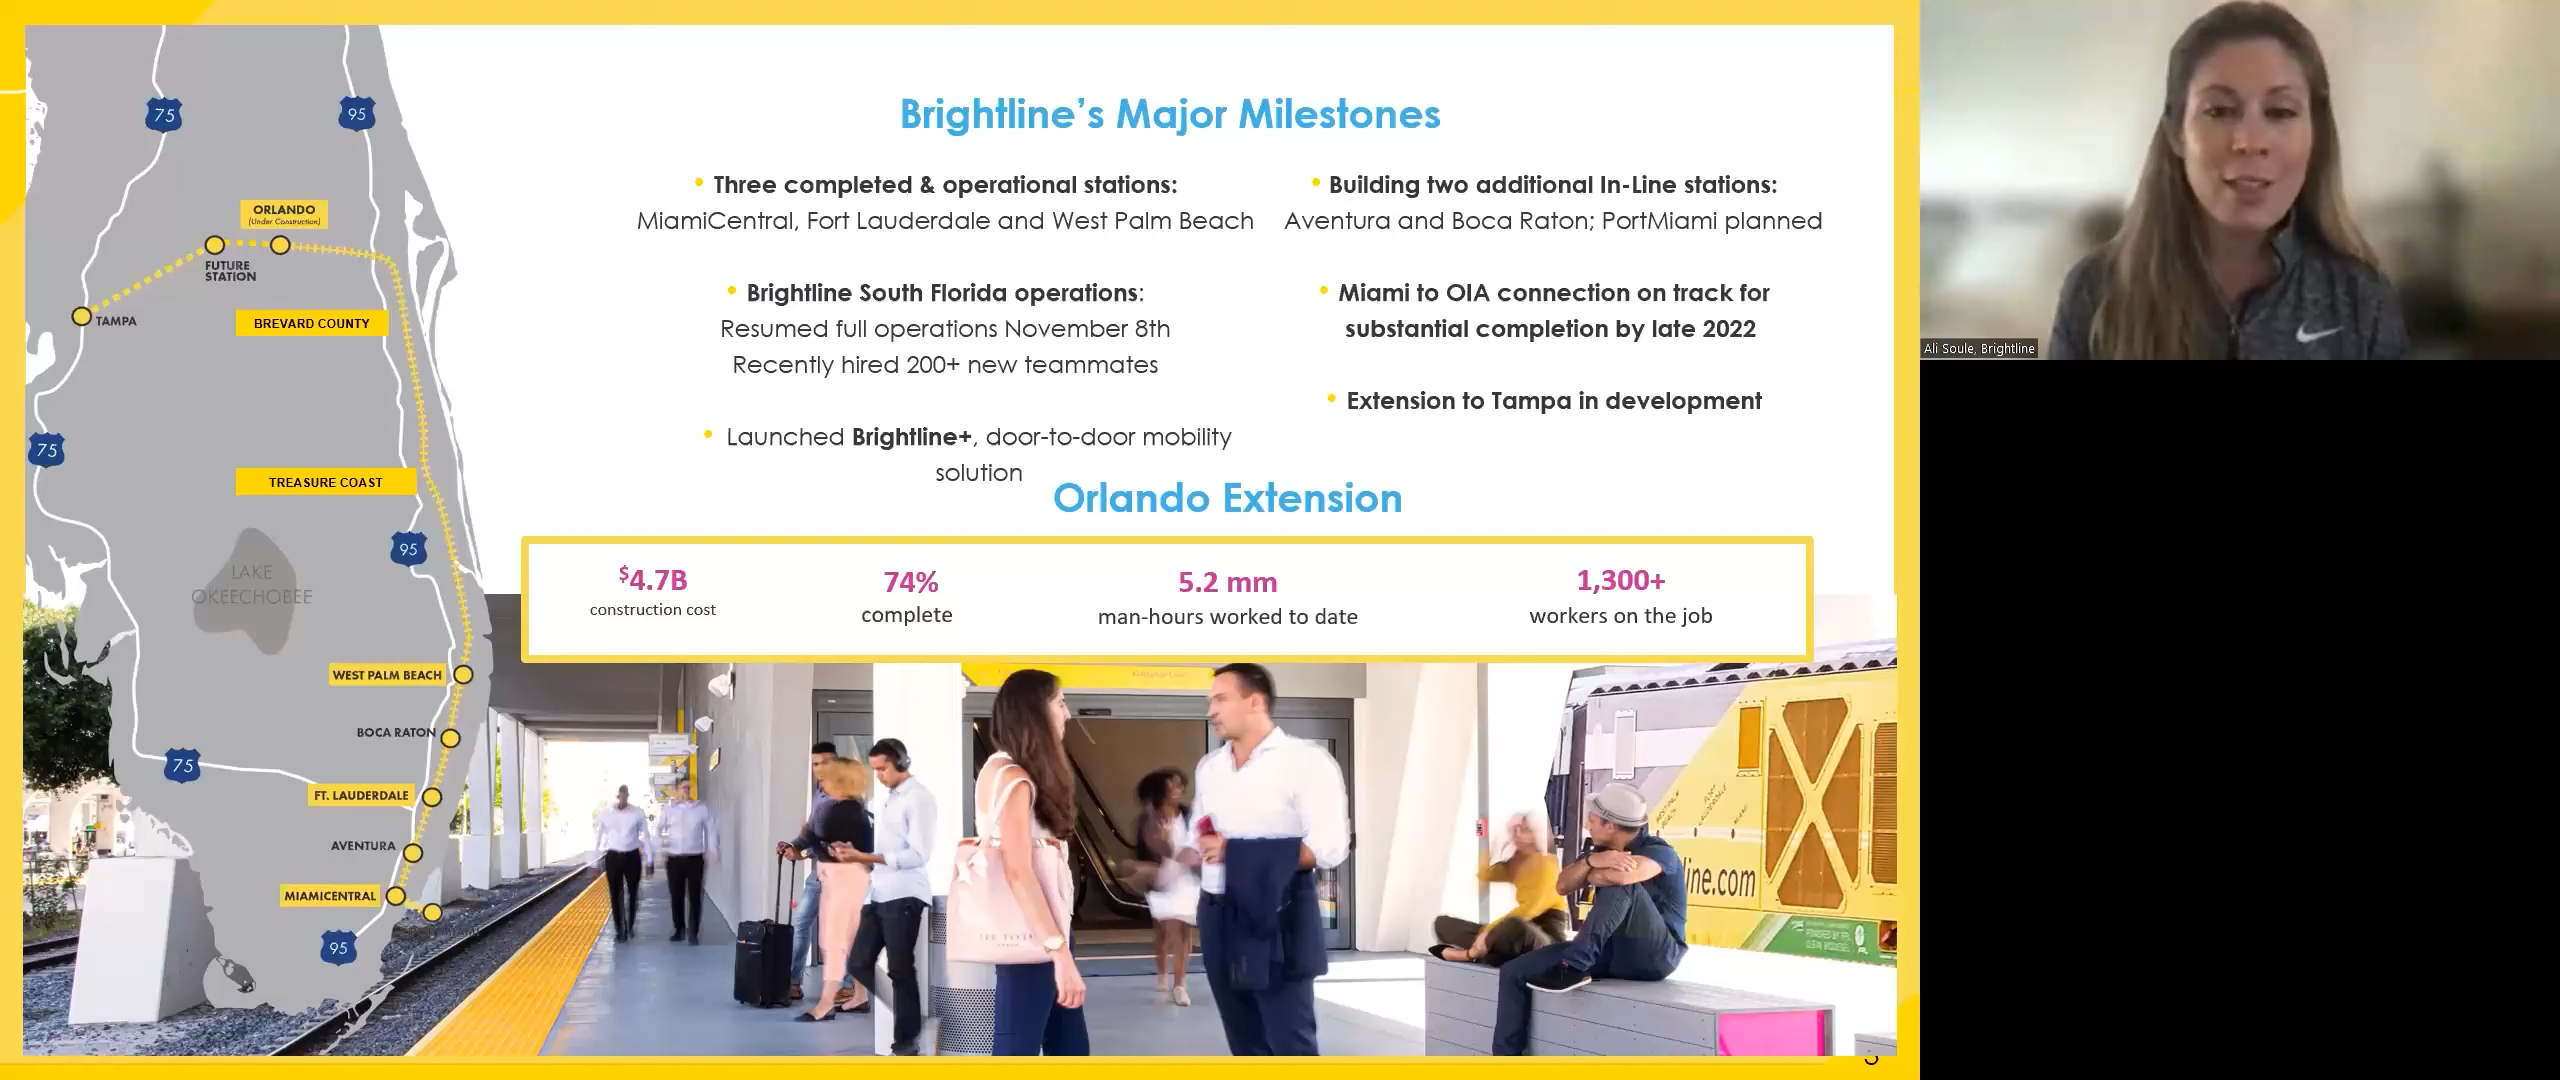 75
95
ORLANDO
(Under Construction)
FUTURE
STATION
TAMPA
BREVARD COUNTY
75
TREASURE COAST
95
LAKE
OKEECHOBEE
WEST PALM BEACH
BOCA RATON
75
FT. LAUDERDALE
AVENTURA
MIAMICENTRAL
95
Brightline's Major Milestones
• Three completed & operational stations:
MiamiCentral, Fort Lauderdale and West Palm Beach
• Brightline South Florida operations:
Resumed full operations November 8th
Recently hired 200+ new teammates
• Launched Brightline+, door-to-door mobility
solution
• Building two additional In-Line stations:
Aventura and Boca Raton; PortMiami planned
• Miami to OIA connection on track for
substantial completion by late 2022
• Extension to Tampa in development
Orlando Extension
$4.7B
construction cost
74%
complete
5.2 mm
man-hours worked to date
1,300+
workers on the job
line.com
Ali Soule, Brightline